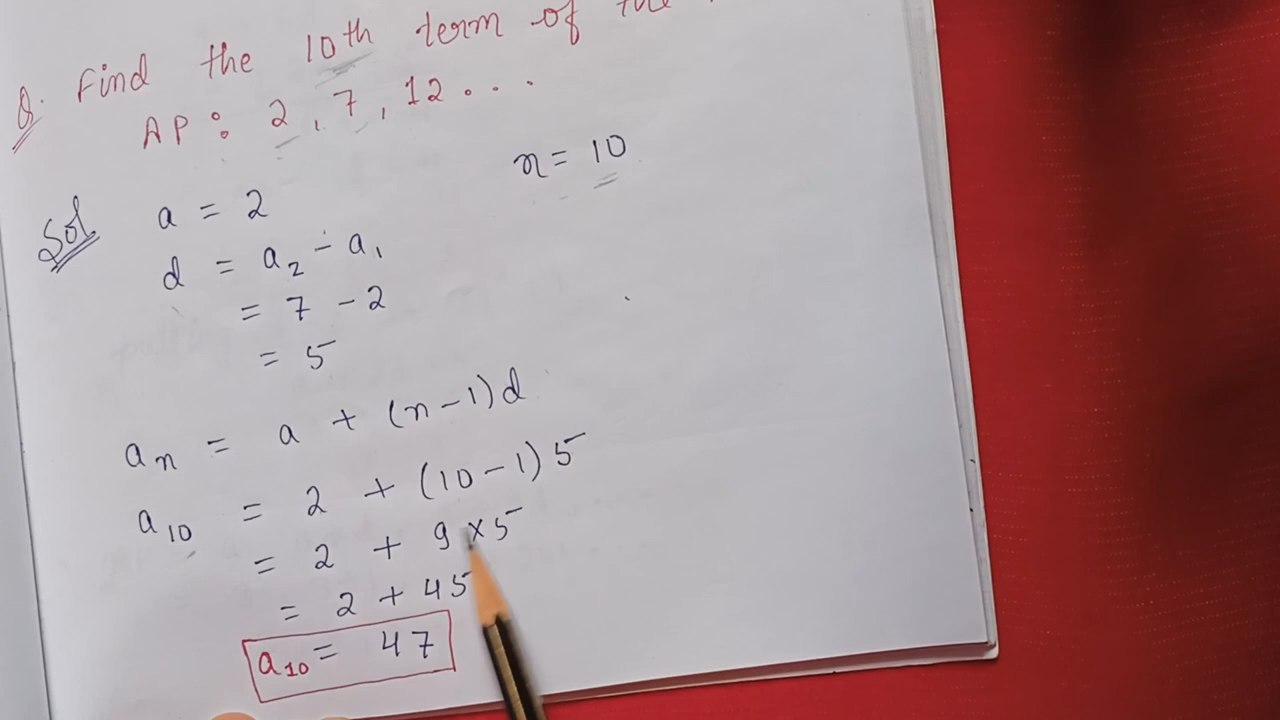 Q. Find the 10th term of the
AP : 2, 7, 12...
n = 10
Sol a = 2
d = a₂ - a₁
= 7 - 2
= 5
aₙ = a + (n-1)d
a₁₀ = 2 + (10-1)5
= 2 + 9×5
= 2 + 45
a₁₀ = 47